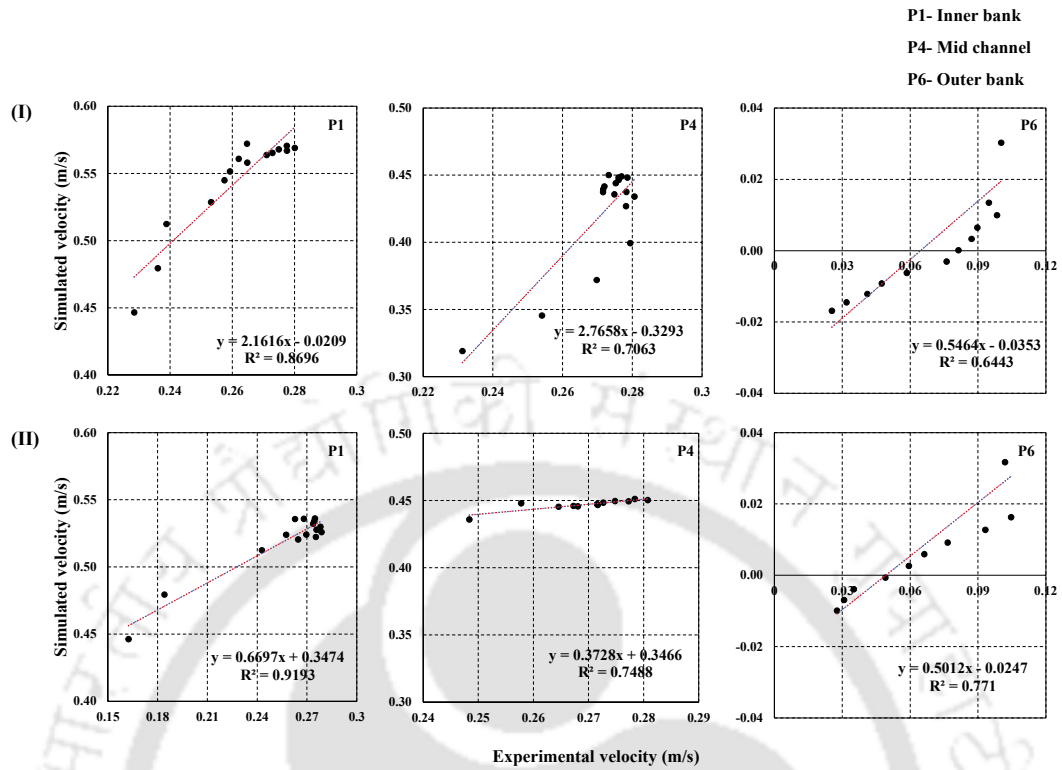 P1- Inner bank
P4- Mid channel
P6- Outer bank
(I)
Simulated velocity (m/s)
0.60
0.55
0.50
0.45
0.40
0.22
0.24
0.26
0.28
0.3
P1
y = 2.1616x - 0.0209
R² = 0.8696
0.50
0.45
0.40
0.35
0.30
0.22
0.24
0.26
0.28
0.3
P4
y = 2.7658x - 0.3293
R² = 0.7063
0.04
0.02
0.00
-0.02
-0.04
0
0.03
0.06
0.09
0.12
P6
y = 0.5464x - 0.0353
R² = 0.6443
(II)
Simulated velocity (m/s)
0.60
0.55
0.50
0.45
0.40
0.15
0.18
0.21
0.24
0.27
0.3
P1
y = 0.6697x + 0.3474
R² = 0.9193
0.50
0.45
0.40
0.35
0.30
0.24
0.25
0.26
0.27
0.28
0.29
P4
y = 0.3728x + 0.3466
R² = 0.7488
0.04
0.02
0.00
-0.02
-0.04
0
0.03
0.06
0.09
0.12
P6
y = 0.5012x - 0.0247
R² = 0.771
Experimental velocity (m/s)